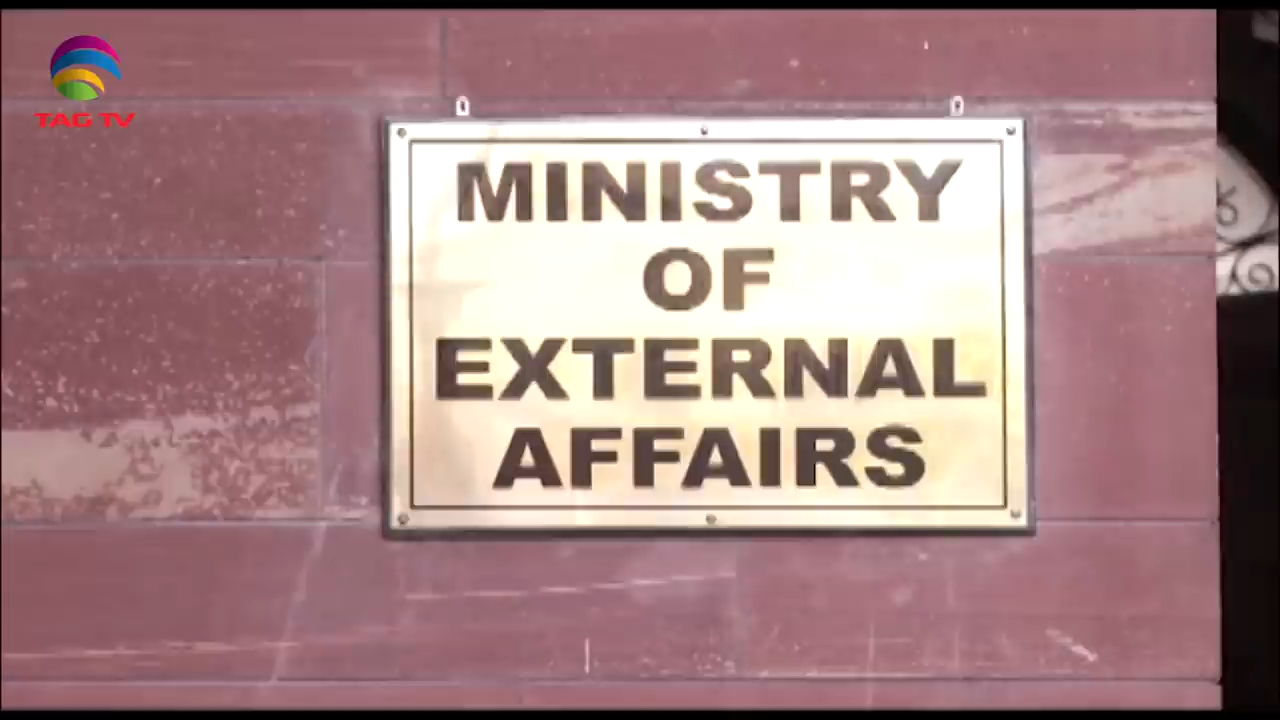 TAG TV
MINISTRY
OF
EXTERNAL
AFFAIRS